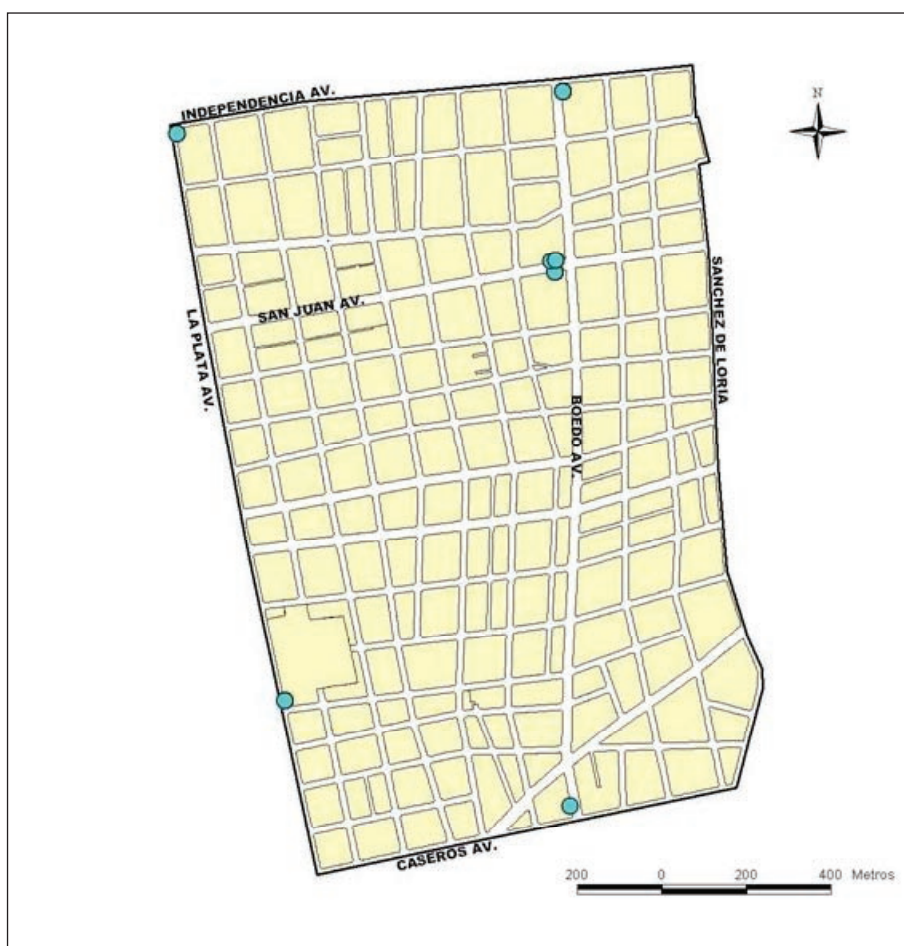 INDEPENDENCIA AV.
N
SAN JUAN AV.
LA PLATA AV.
SANCHEZ DE LORIA
BOEDO AV.
CASEROS AV.
200 0 200 400 Metros